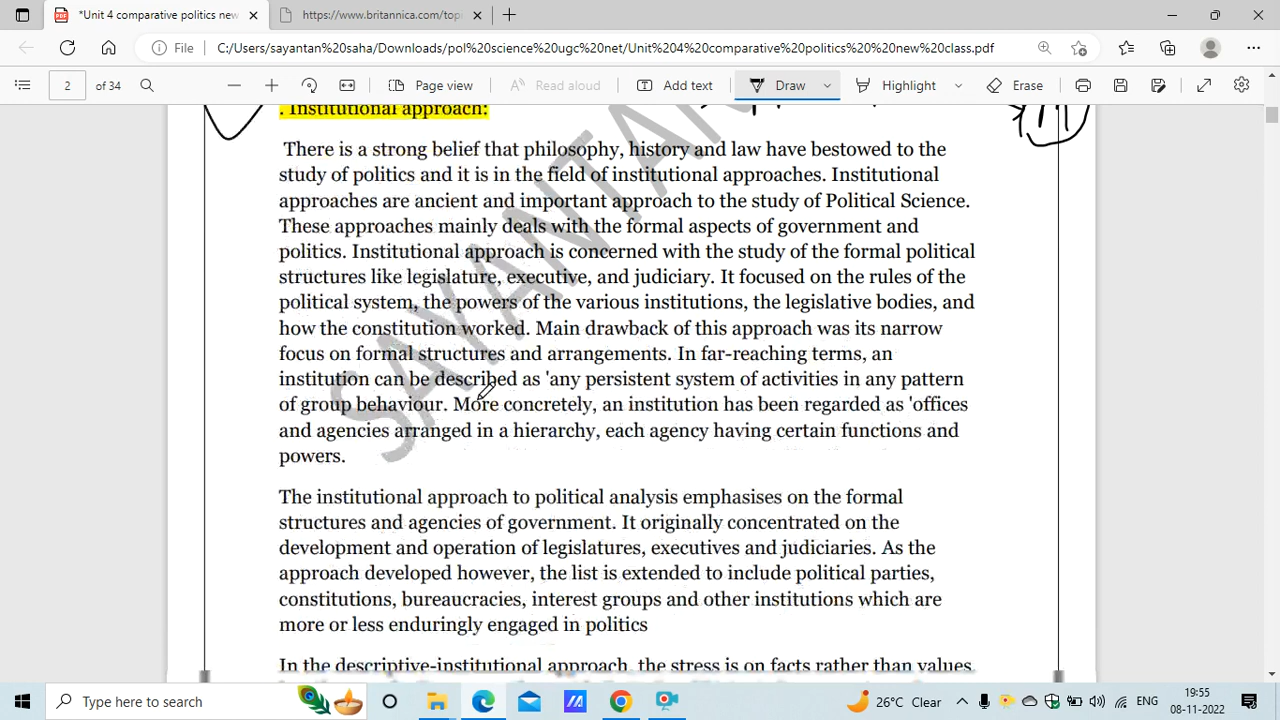 *Unit 4 comparative politics new
https://www.britannica.com/top
File
C:/Users/sayantan%20saha/Downloads/pol%20science%20ugc%20net/Unit%204%20comparative%20politics%20%20new%20class.pdf
2 of 34
Page view
Read aloud
Add text
Draw
Highlight
Erase
. Institutional approach:
There is a strong belief that philosophy, history and law have bestowed to the
study of politics and it is in the field of institutional approaches. Institutional
approaches are ancient and important approach to the study of Political Science.
These approaches mainly deals with the formal aspects of government and
politics. Institutional approach is concerned with the study of the formal political
structures like legislature, executive, and judiciary. It focused on the rules of the
political system, the powers of the various institutions, the legislative bodies, and
how the constitution worked. Main drawback of this approach was its narrow
focus on formal structures and arrangements. In far-reaching terms, an
institution can be described as 'any persistent system of activities in any pattern
of group behaviour. More concretely, an institution has been regarded as 'offices
and agencies arranged in a hierarchy, each agency having certain functions and
powers.
SAYANTAN
The institutional approach to political analysis emphasises on the formal
structures and agencies of government. It originally concentrated on the
development and operation of legislatures, executives and judiciaries. As the
approach developed however, the list is extended to include political parties,
constitutions, bureaucracies, interest groups and other institutions which are
more or less enduringly engaged in politics
In the descriptive-institutional approach, the stress is on facts rather than values.
Type here to search
26°C Clear
ENG
19:55
08-11-2022